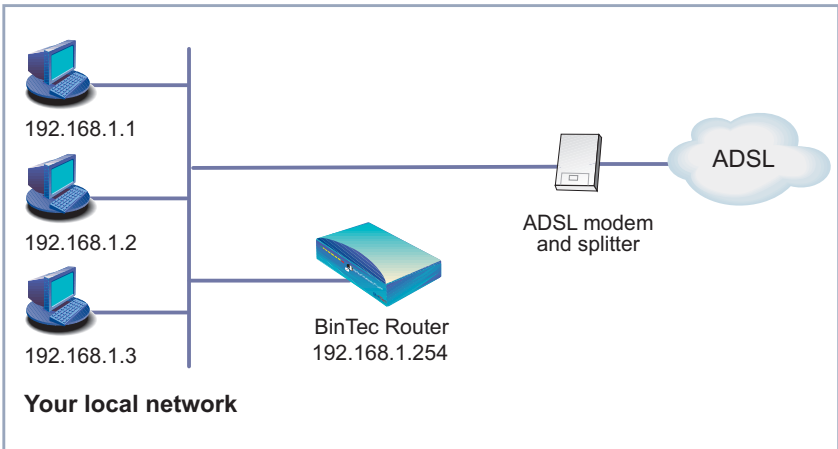 192.168.1.1
192.168.1.2
192.168.1.3
Your local network
BinTec Router
192.168.1.254
ADSL modem
and splitter
ADSL